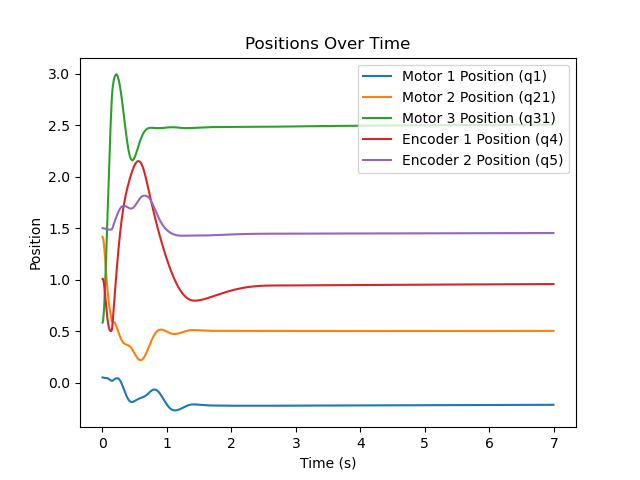 Positions Over Time
Motor 1 Position (q1)
Motor 2 Position (q21)
Motor 3 Position (q31)
Encoder 1 Position (q4)
Encoder 2 Position (q5)
Position
3.0
2.5
2.0
1.5
1.0
0.5
0.0
0 1 2 3 4 5 6 7
Time (s)